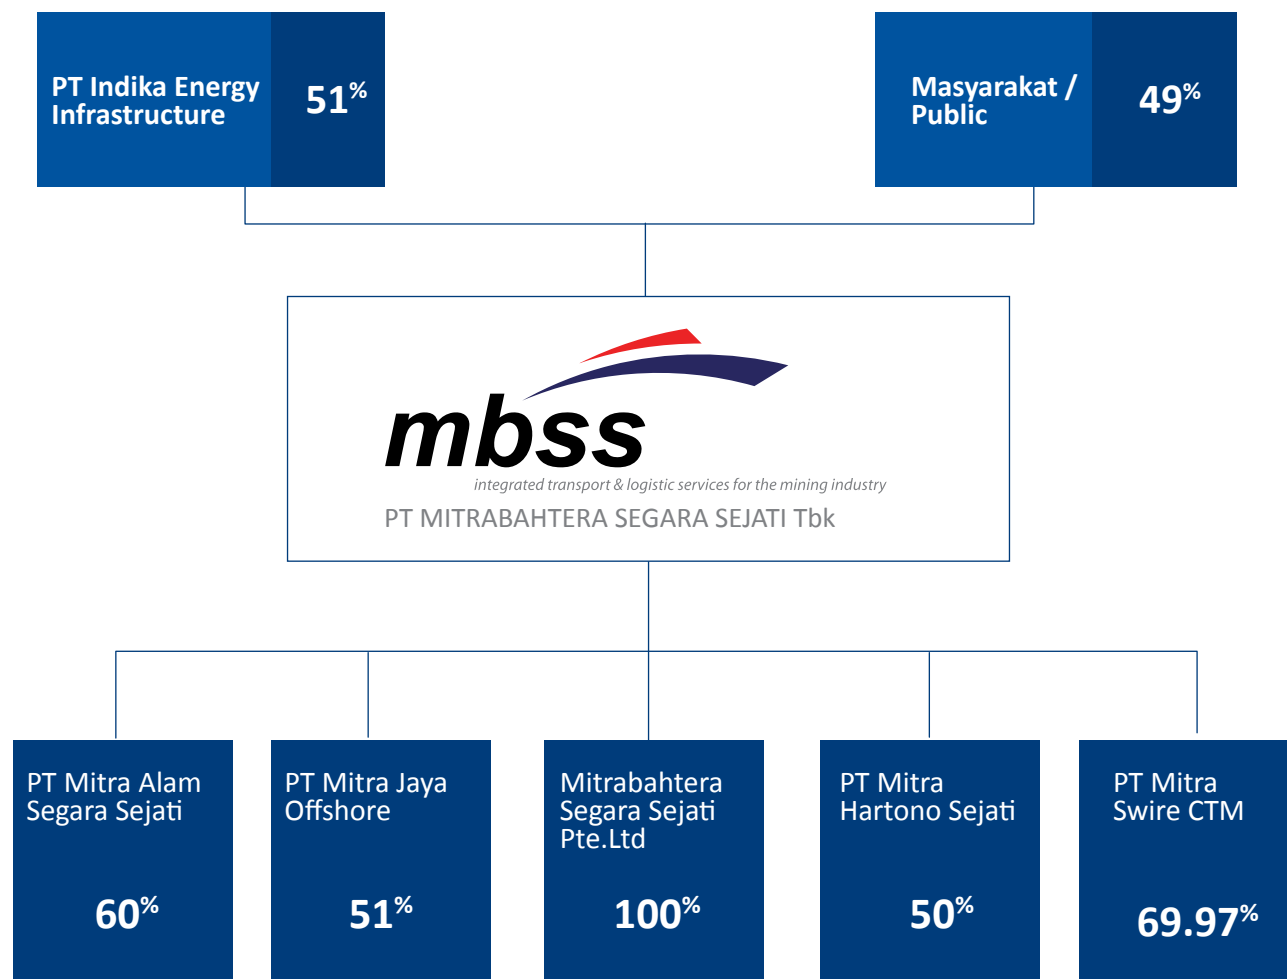 PT Indika Energy
Infrastructure
51%
Masyarakat /
Public
49%
mbss
integrated transport & logistic services for the mining industry
PT MITRABAHTERA SEGARA SEJATI Tbk
PT Mitra Alam
Segara Sejati
60%
PT Mitra Jaya
Offshore
51%
Mitrabahtera
Segara Sejati
Pte.Ltd
100%
PT Mitra
Hartono Sejati
50%
PT Mitra
Swire CTM
69.97%